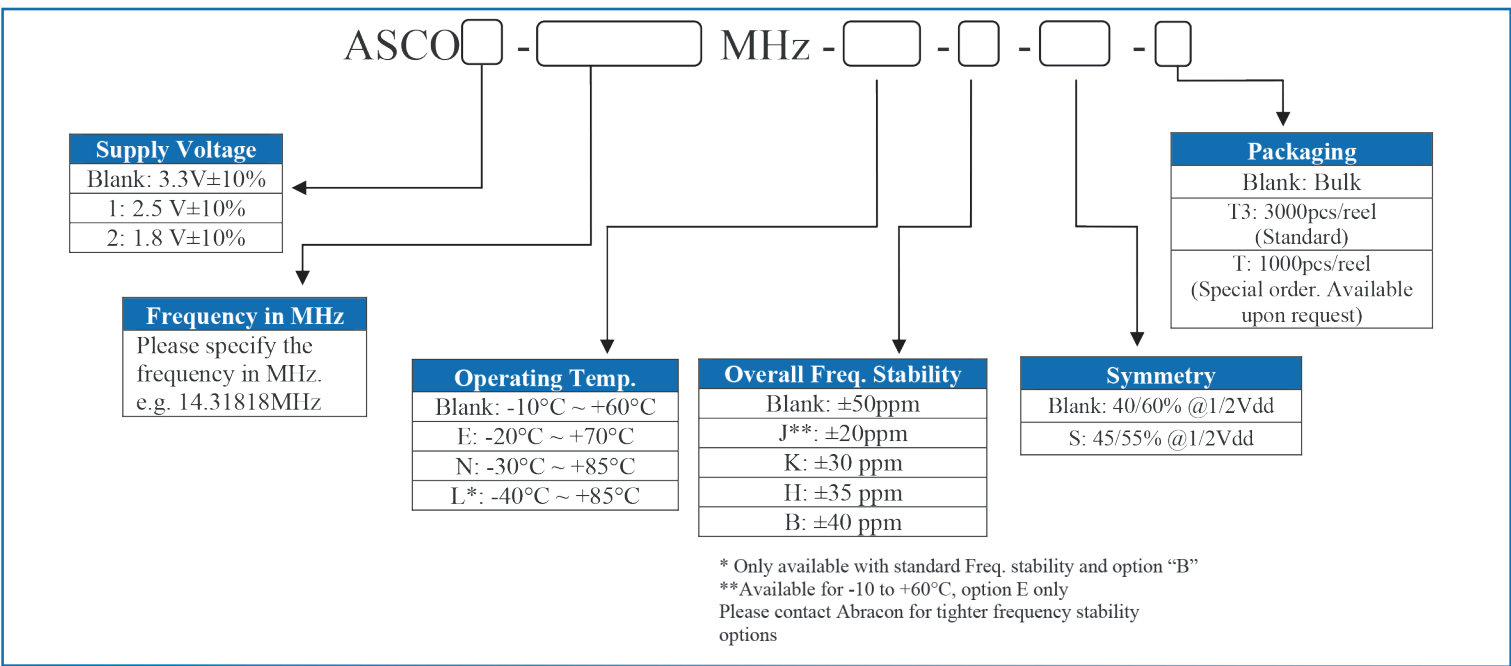 ASCO - MHz - - - -
Supply Voltage
Blank: 3.3V±10%
1: 2.5 V±10%
2: 1.8 V±10%
Frequency in MHz
Please specify the
frequency in MHz.
e.g. 14.31818MHz
Operating Temp.
Blank: -10°C ~ +60°C
E: -20°C ~ +70°C
N: -30°C ~ +85°C
L*: -40°C ~ +85°C
Overall Freq. Stability
Blank: ±50ppm
J**: ±20ppm
K: ±30 ppm
H: ±35 ppm
B: ±40 ppm
Symmetry
Blank: 40/60% @1/2Vdd
S: 45/55% @1/2Vdd
Packaging
Blank: Bulk
T3: 3000pcs/reel
(Standard)
T: 1000pcs/reel
(Special order. Available
upon request)
* Only available with standard Freq. stability and option “B”
**Available for -10 to +60°C, option E only
Please contact Abracon for tighter frequency stability
options